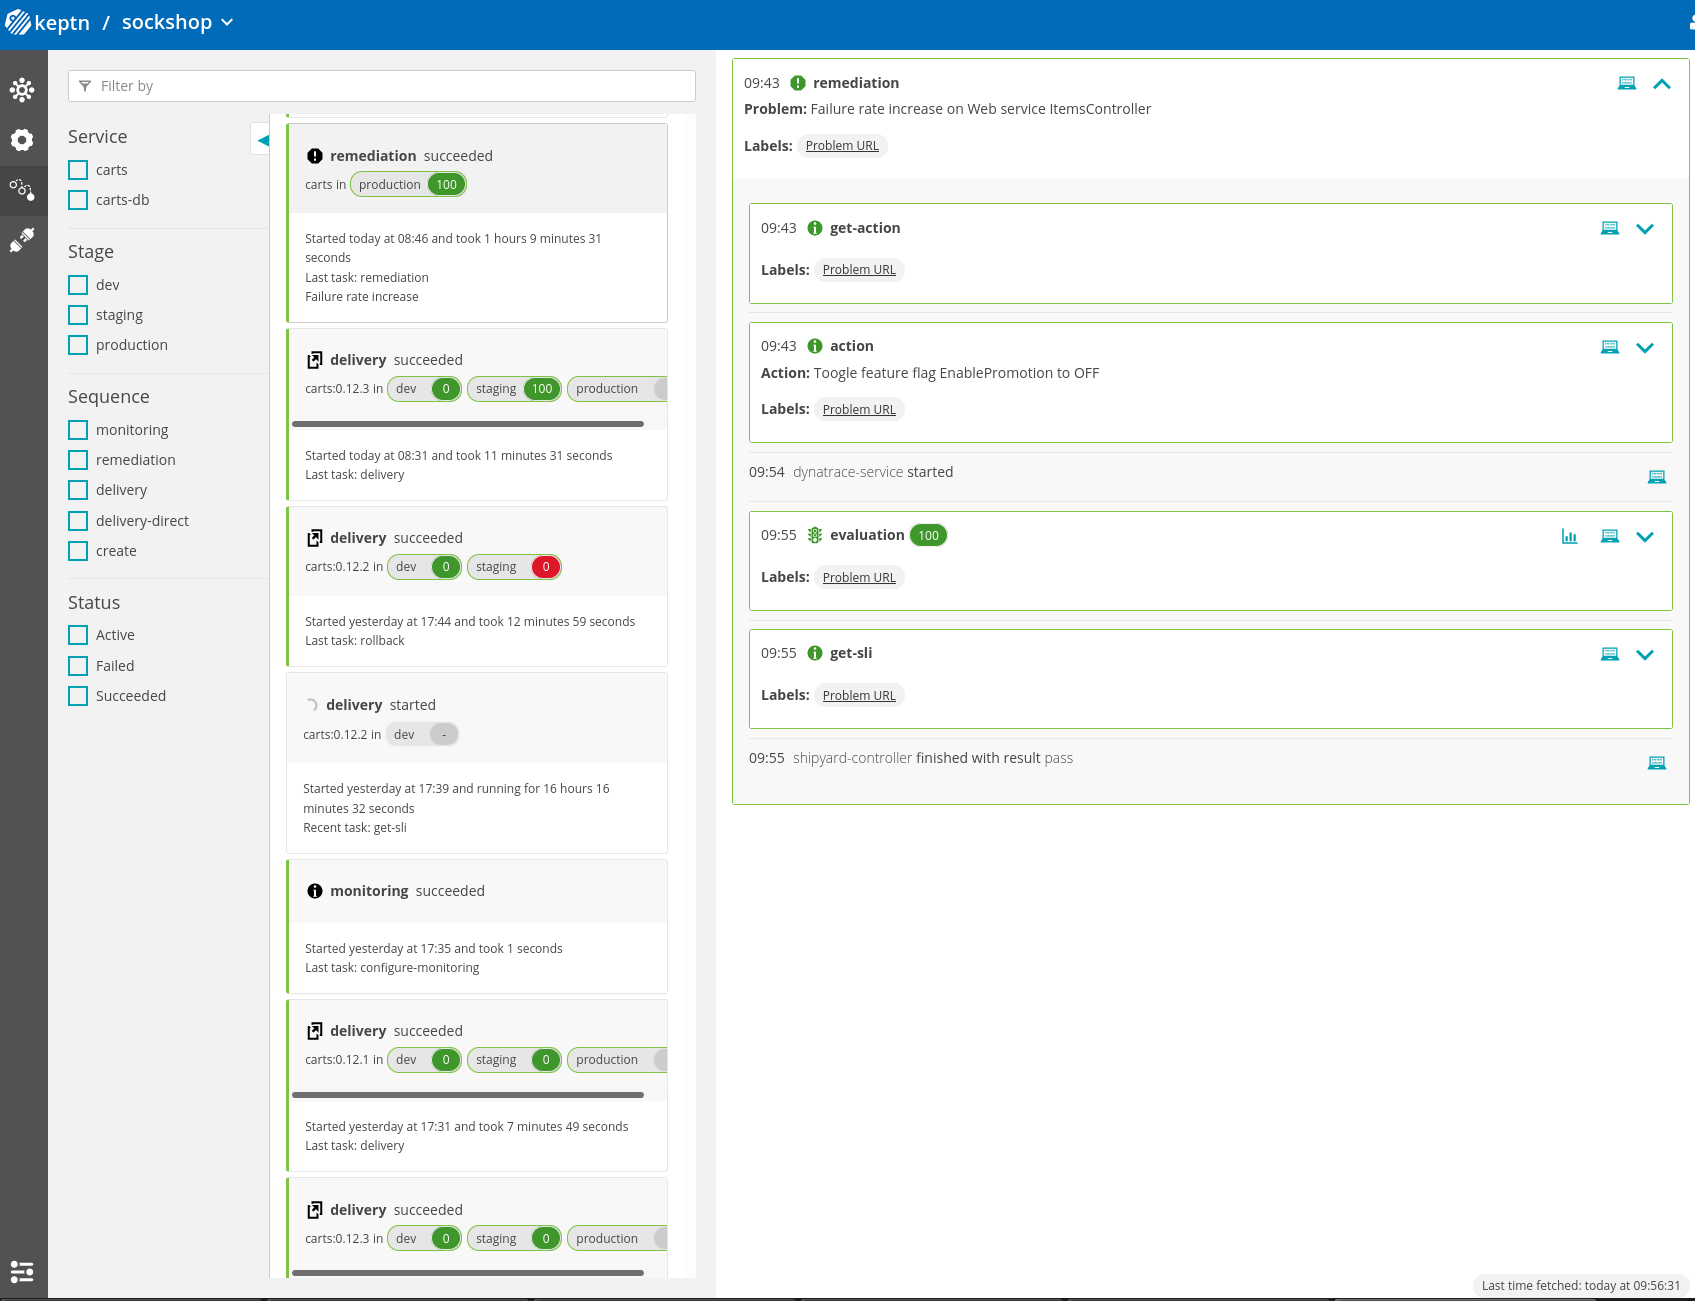 keptn / sockshop
Filter by
Service
carts
carts-db
Stage
dev
staging
production
Sequence
monitoring
remediation
delivery
delivery-direct
create
Status
Active
Failed
Succeeded
remediation succeeded
carts in production 100
Started today at 08:46 and took 1 hours 9 minutes 31
seconds
Last task: remediation
Failure rate increase
delivery succeeded
carts:0.12.3 in dev 0 staging 100 production
Started today at 08:31 and took 11 minutes 31 seconds
Last task: delivery
delivery succeeded
carts:0.12.2 in dev 0 staging 0
Started yesterday at 17:44 and took 12 minutes 59 seconds
Last task: rollback
delivery started
carts:0.12.2 in dev -
Started yesterday at 17:39 and running for 16 hours 16
minutes 32 seconds
Recent task: get-sli
monitoring succeeded
Started yesterday at 17:35 and took 1 seconds
Last task: configure-monitoring
delivery succeeded
carts:0.12.1 in dev 0 staging 0 production
Started yesterday at 17:31 and took 7 minutes 49 seconds
Last task: delivery
delivery succeeded
carts:0.12.3 in dev 0 staging 0 production
09:43 remediation
Problem: Failure rate increase on Web service ItemsController
Labels: Problem URL
09:43 get-action
Labels: Problem URL
09:43 action
Action: Toogle feature flag EnablePromotion to OFF
Labels: Problem URL
09:54 dynatrace-service started
09:55 evaluation 100
Labels: Problem URL
09:55 get-sli
Labels: Problem URL
09:55 shipyard-controller finished with result pass
Last time fetched: today at 09:56:31